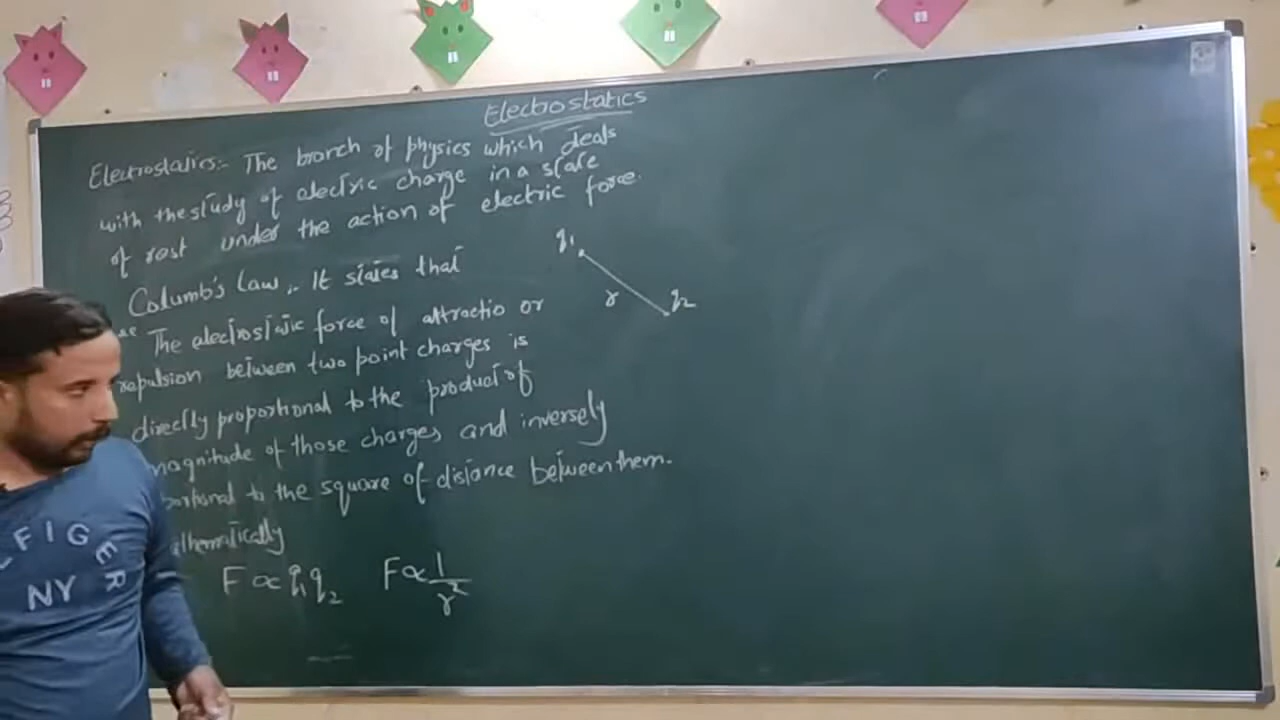 Electrostatics
Electrostatics:- The branch of physics which deals
with the study of electric charge in a state
of rest under the action of electric force.
Columb's Law:- It states that
The electrostatic force of attractio or
repulsion between two point charges is
directly proportional to the product of
magnitude of those charges and inversely
portional to the square of distance between them.
athematically
F ∝ q₁q₂ F ∝ 1/r²
q₁
r
q₂
FIGER
NY